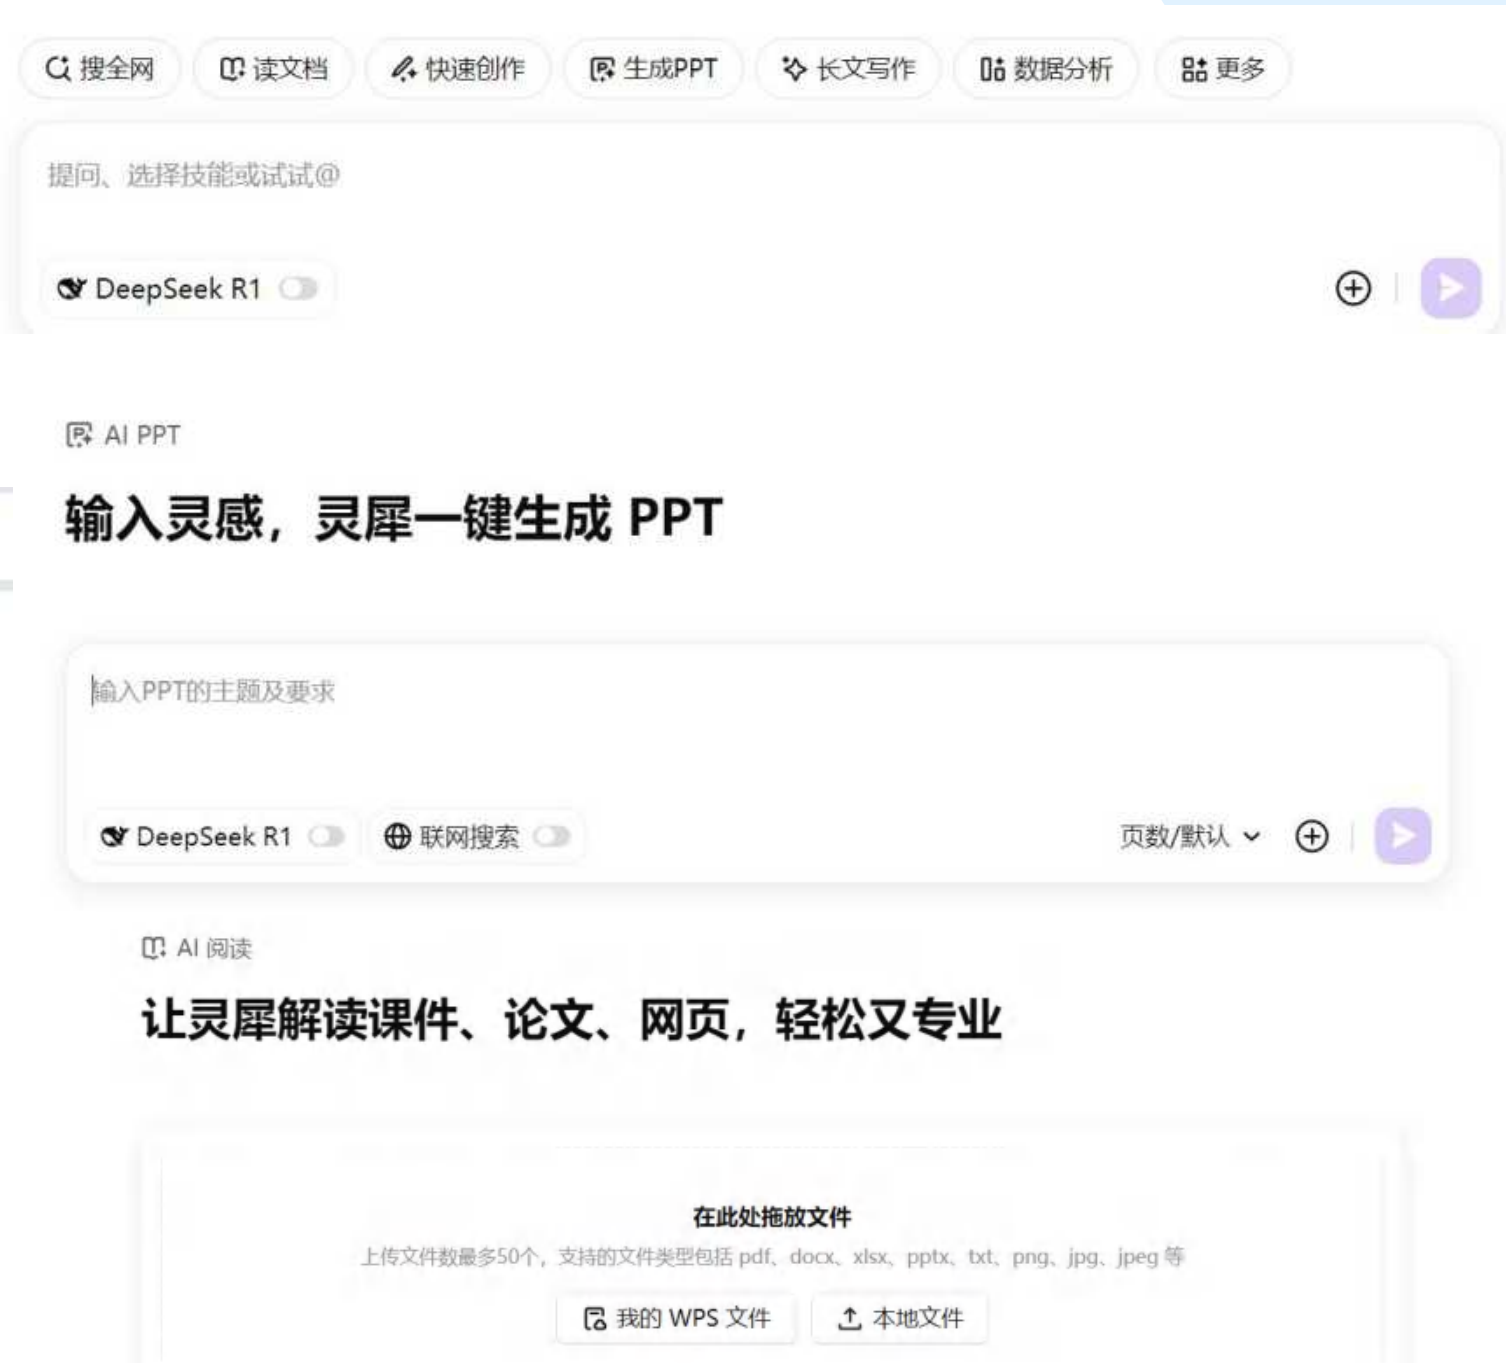 搜全网 读文档 快速创作 生成PPT 长文写作 数据分析 更多
提问、选择技能或试试@
DeepSeek R1
AI PPT
输入灵感，灵犀一键生成 PPT
输入PPT的主题及要求
DeepSeek R1 联网搜索 页数/默认
AI 阅读
让灵犀解读课件、论文、网页，轻松又专业
在此处拖放文件
上传文件数最多50个，支持的文件类型包括 pdf、docx、xlsx、pptx、txt、png、jpg、jpeg 等
我的 WPS 文件 本地文件